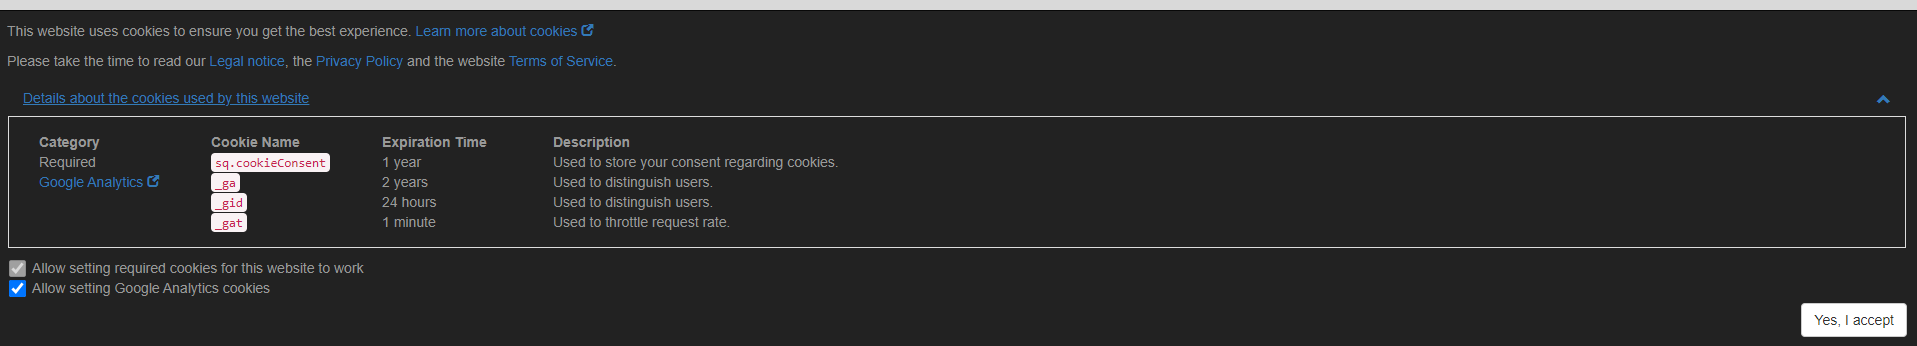 This website uses cookies to ensure you get the best experience. Learn more about cookies
Please take the time to read our Legal notice, the Privacy Policy and the website Terms of Service.
Details about the cookies used by this website
Category Cookie Name Expiration Time Description
Required sq.cookieConsent 1 year Used to store your consent regarding cookies.
Google Analytics _ga 2 years Used to distinguish users.
_gid 24 hours Used to distinguish users.
_gat 1 minute Used to throttle request rate.
Allow setting required cookies for this website to work
Allow setting Google Analytics cookies
Yes, I accept